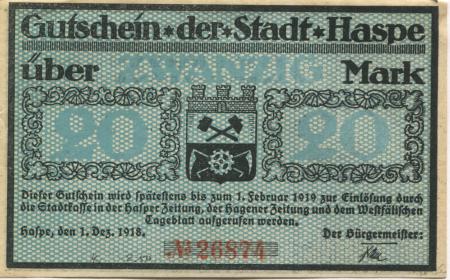 Gutschein * der * Stadt * Haspe
über ZWANZIG Mark
20 20
Dieser Gutschein wird spätestens bis zum 1. Februar 1919 zur Einlösung durch
die Stadtkasse in der Hasper Zeitung, der Hagener Zeitung und dem Westfälischen
Tageblatt aufgerufen werden.
Haspe, den 1. Dez. 1918. Der Bürgermeister:
№ 26874